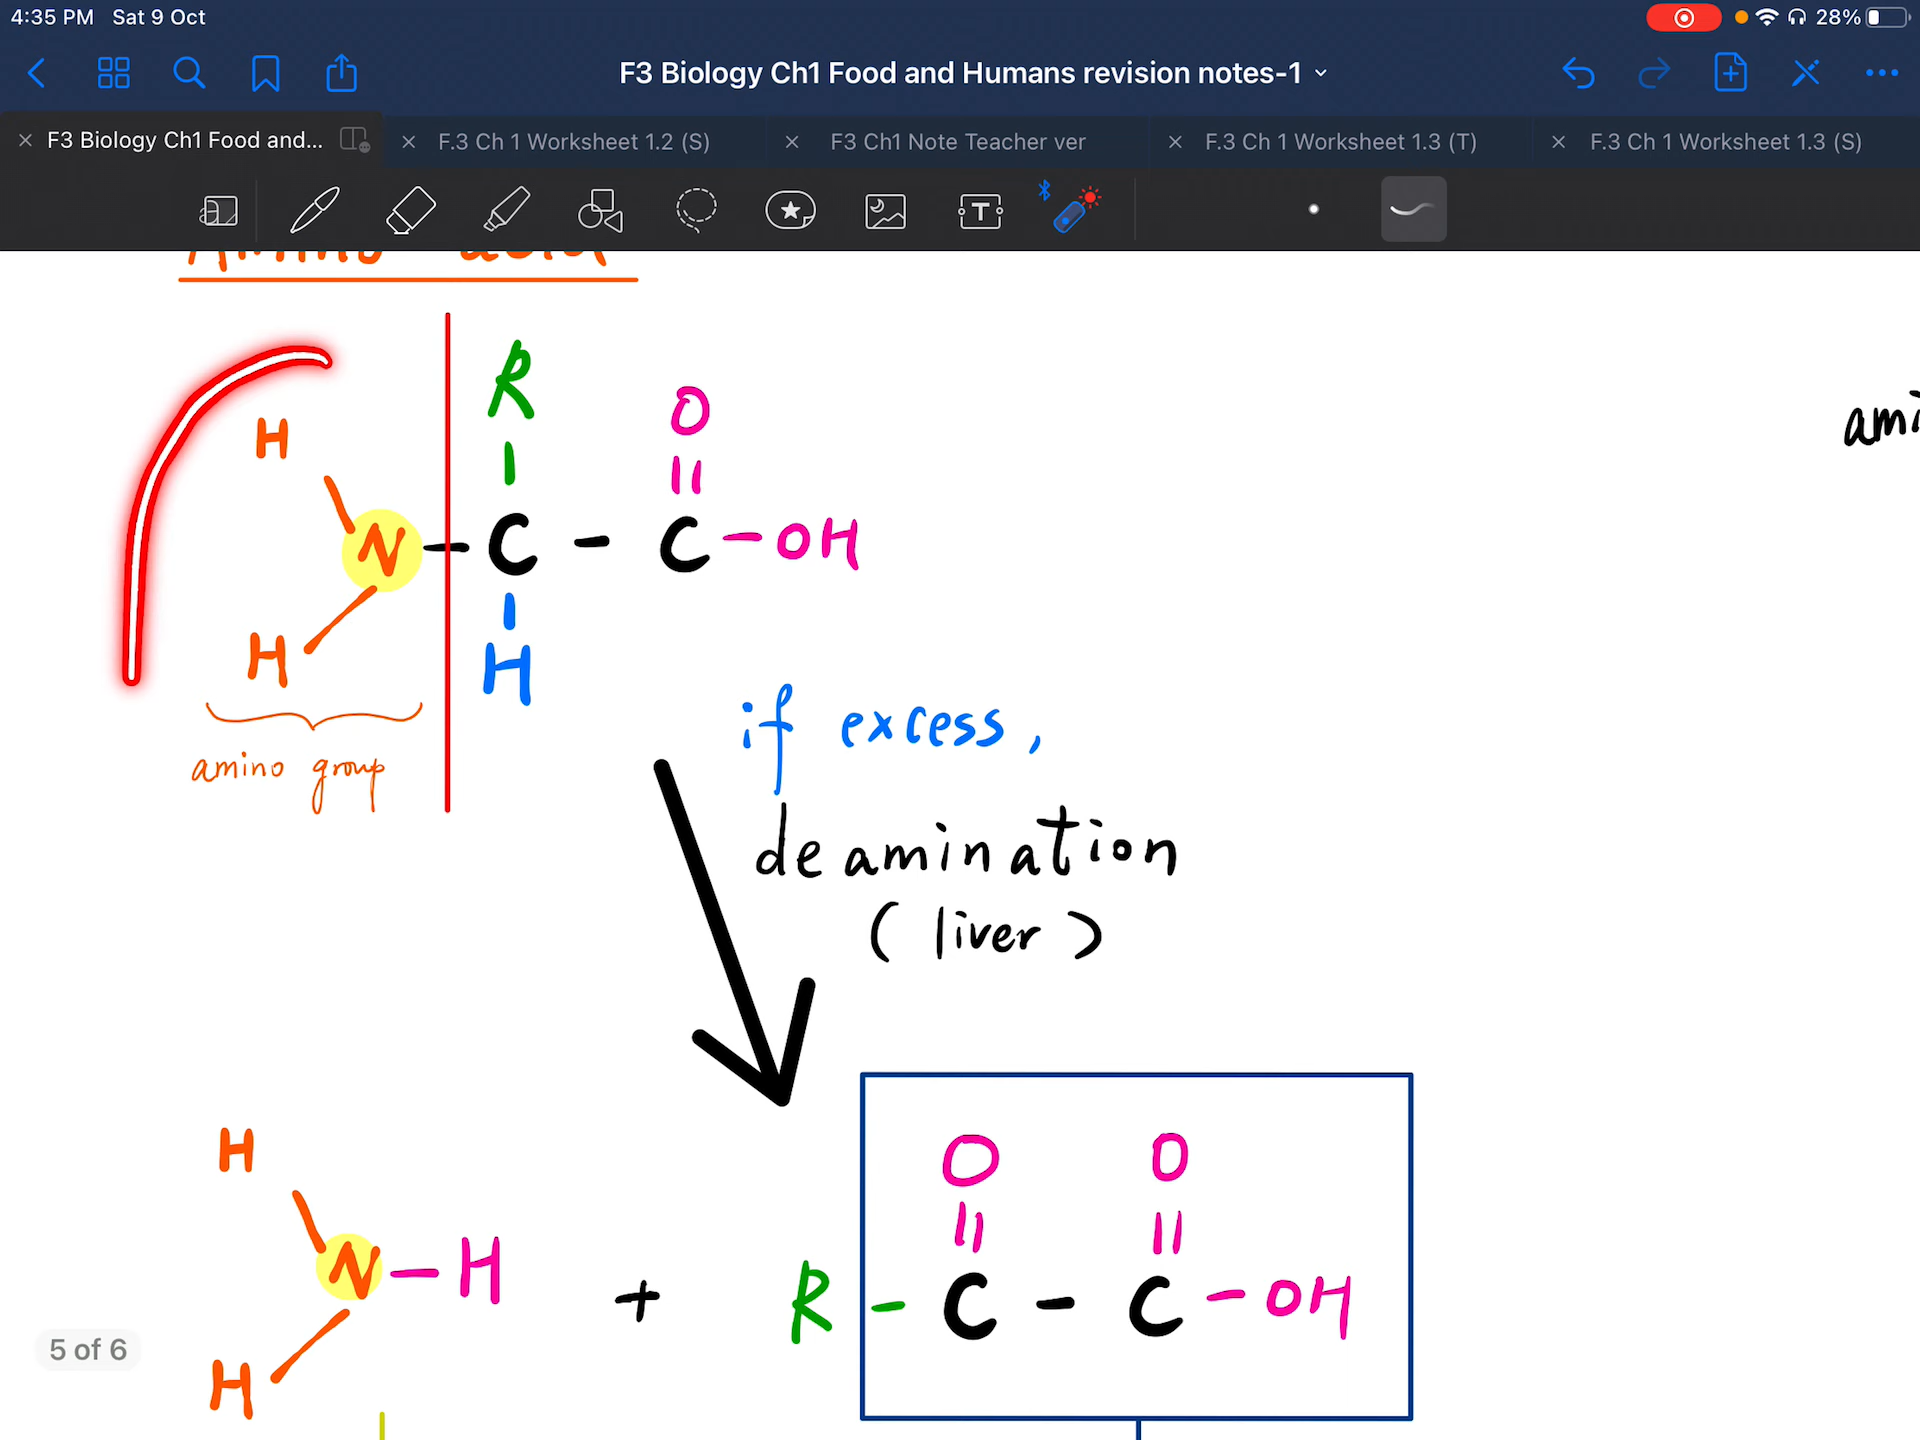 4:35 PM Sat 9 Oct 28%
F3 Biology Ch1 Food and Humans revision notes-1
F3 Biology Ch1 Food and... F.3 Ch 1 Worksheet 1.2 (S) F3 Ch1 Note Teacher ver F.3 Ch 1 Worksheet 1.3 (T) F.3 Ch 1 Worksheet 1.3 (S)
Amino acid
R
O
H
N - C - C - OH
H
H
amino group
if excess,
deamination
(liver)
H
O O
N - H + R - C - C - OH
H
5 of 6